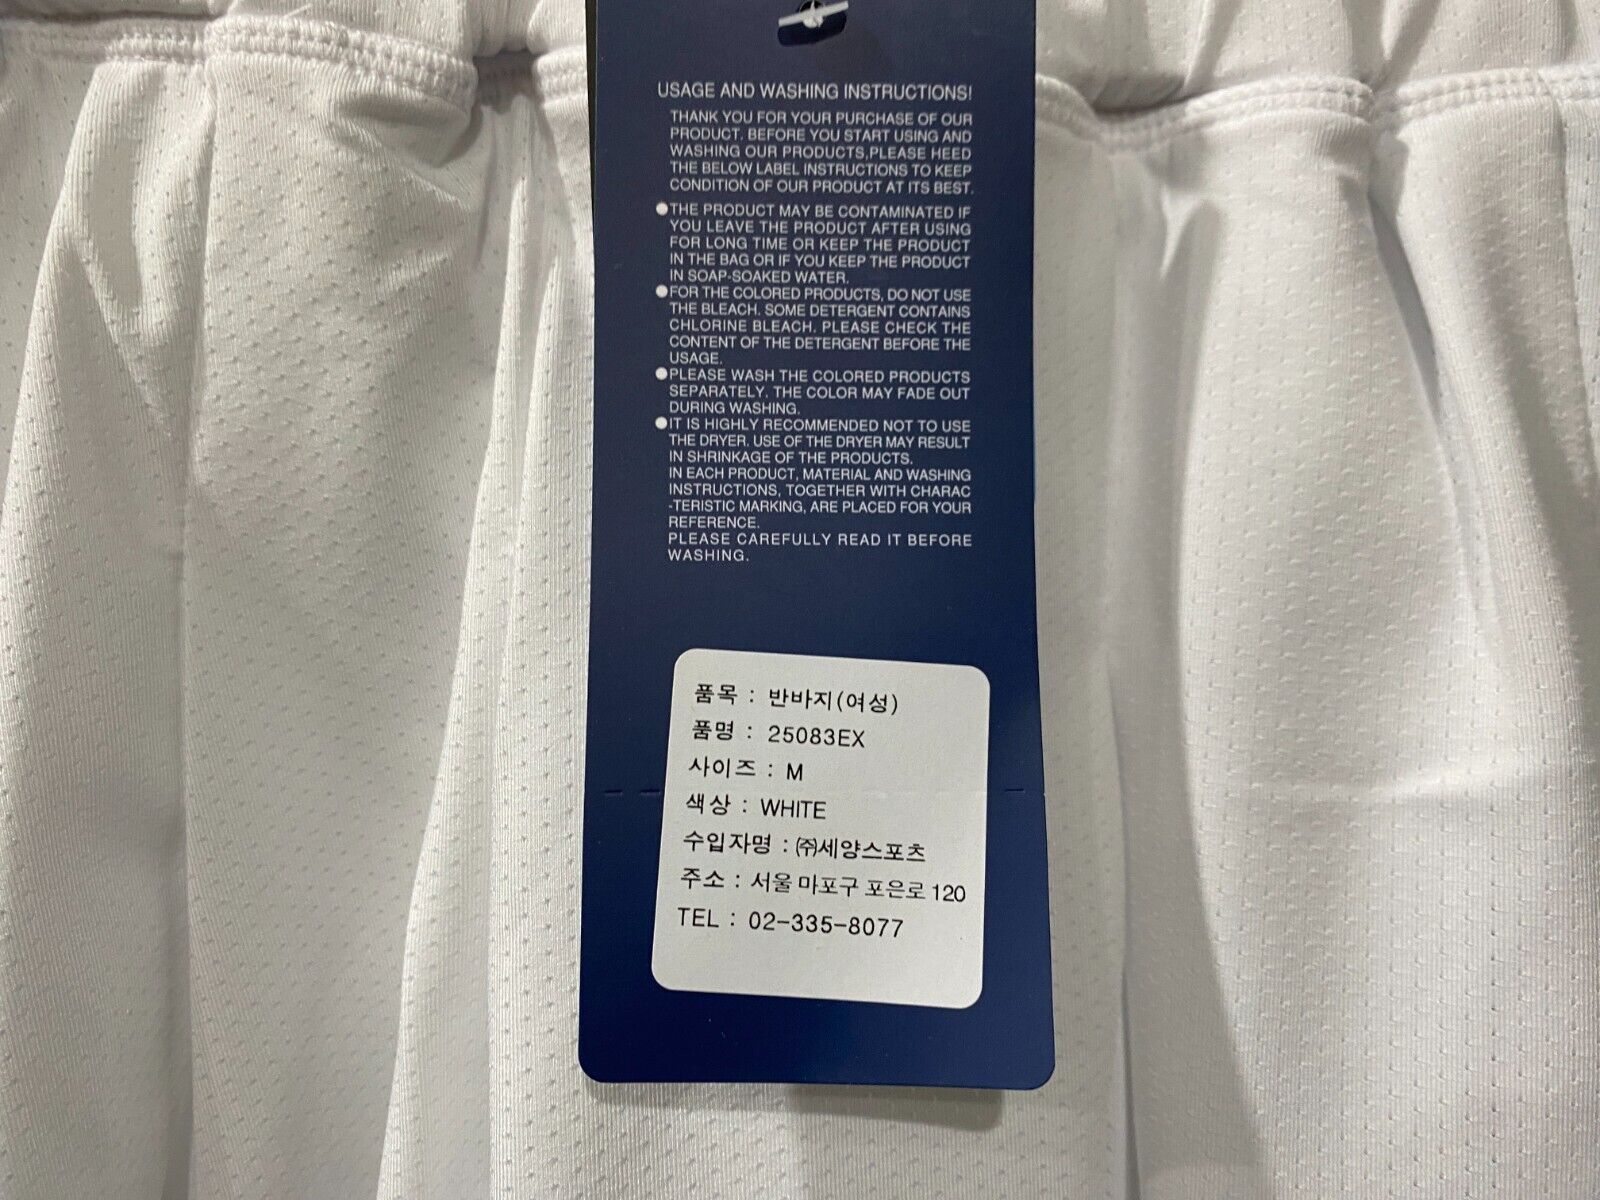 USAGE AND WASHING INSTRUCTIONS!
THANK YOU FOR YOUR PURCHASE OF OUR
PRODUCT. BEFORE YOU START USING AND
WASHING OUR PRODUCTS,PLEASE HEED
THE BELOW LABEL INSTRUCTIONS TO KEEP
CONDITION OF OUR PRODUCT AT ITS BEST.
●THE PRODUCT MAY BE CONTAMINATED IF
YOU LEAVE THE PRODUCT AFTER USING
FOR LONG TIME OR KEEP THE PRODUCT
IN THE BAG OR IF YOU KEEP THE PRODUCT
IN SOAP-SOAKED WATER.
●FOR THE COLORED PRODUCTS, DO NOT USE
THE BLEACH. SOME DETERGENT CONTAINS
CHLORINE BLEACH. PLEASE CHECK THE
CONTENT OF THE DETERGENT BEFORE THE
USAGE.
●PLEASE WASH THE COLORED PRODUCTS
SEPARATELY. THE COLOR MAY FADE OUT
DURING WASHING.
●IT IS HIGHLY RECOMMENDED NOT TO USE
THE DRYER. USE OF THE DRYER MAY RESULT
IN SHRINKAGE OF THE PRODUCTS.
IN EACH PRODUCT, MATERIAL AND WASHING
INSTRUCTIONS, TOGETHER WITH CHARAC
-TERISTIC MARKING, ARE PLACED FOR YOUR
REFERENCE.
PLEASE CAREFULLY READ IT BEFORE
WASHING.
품목 : 반바지(여성)
품명 : 25083EX
사이즈 : M
색상 : WHITE
수입자명 : ㈜세양스포츠
주소 : 서울 마포구 포은로 120
TEL : 02-335-8077